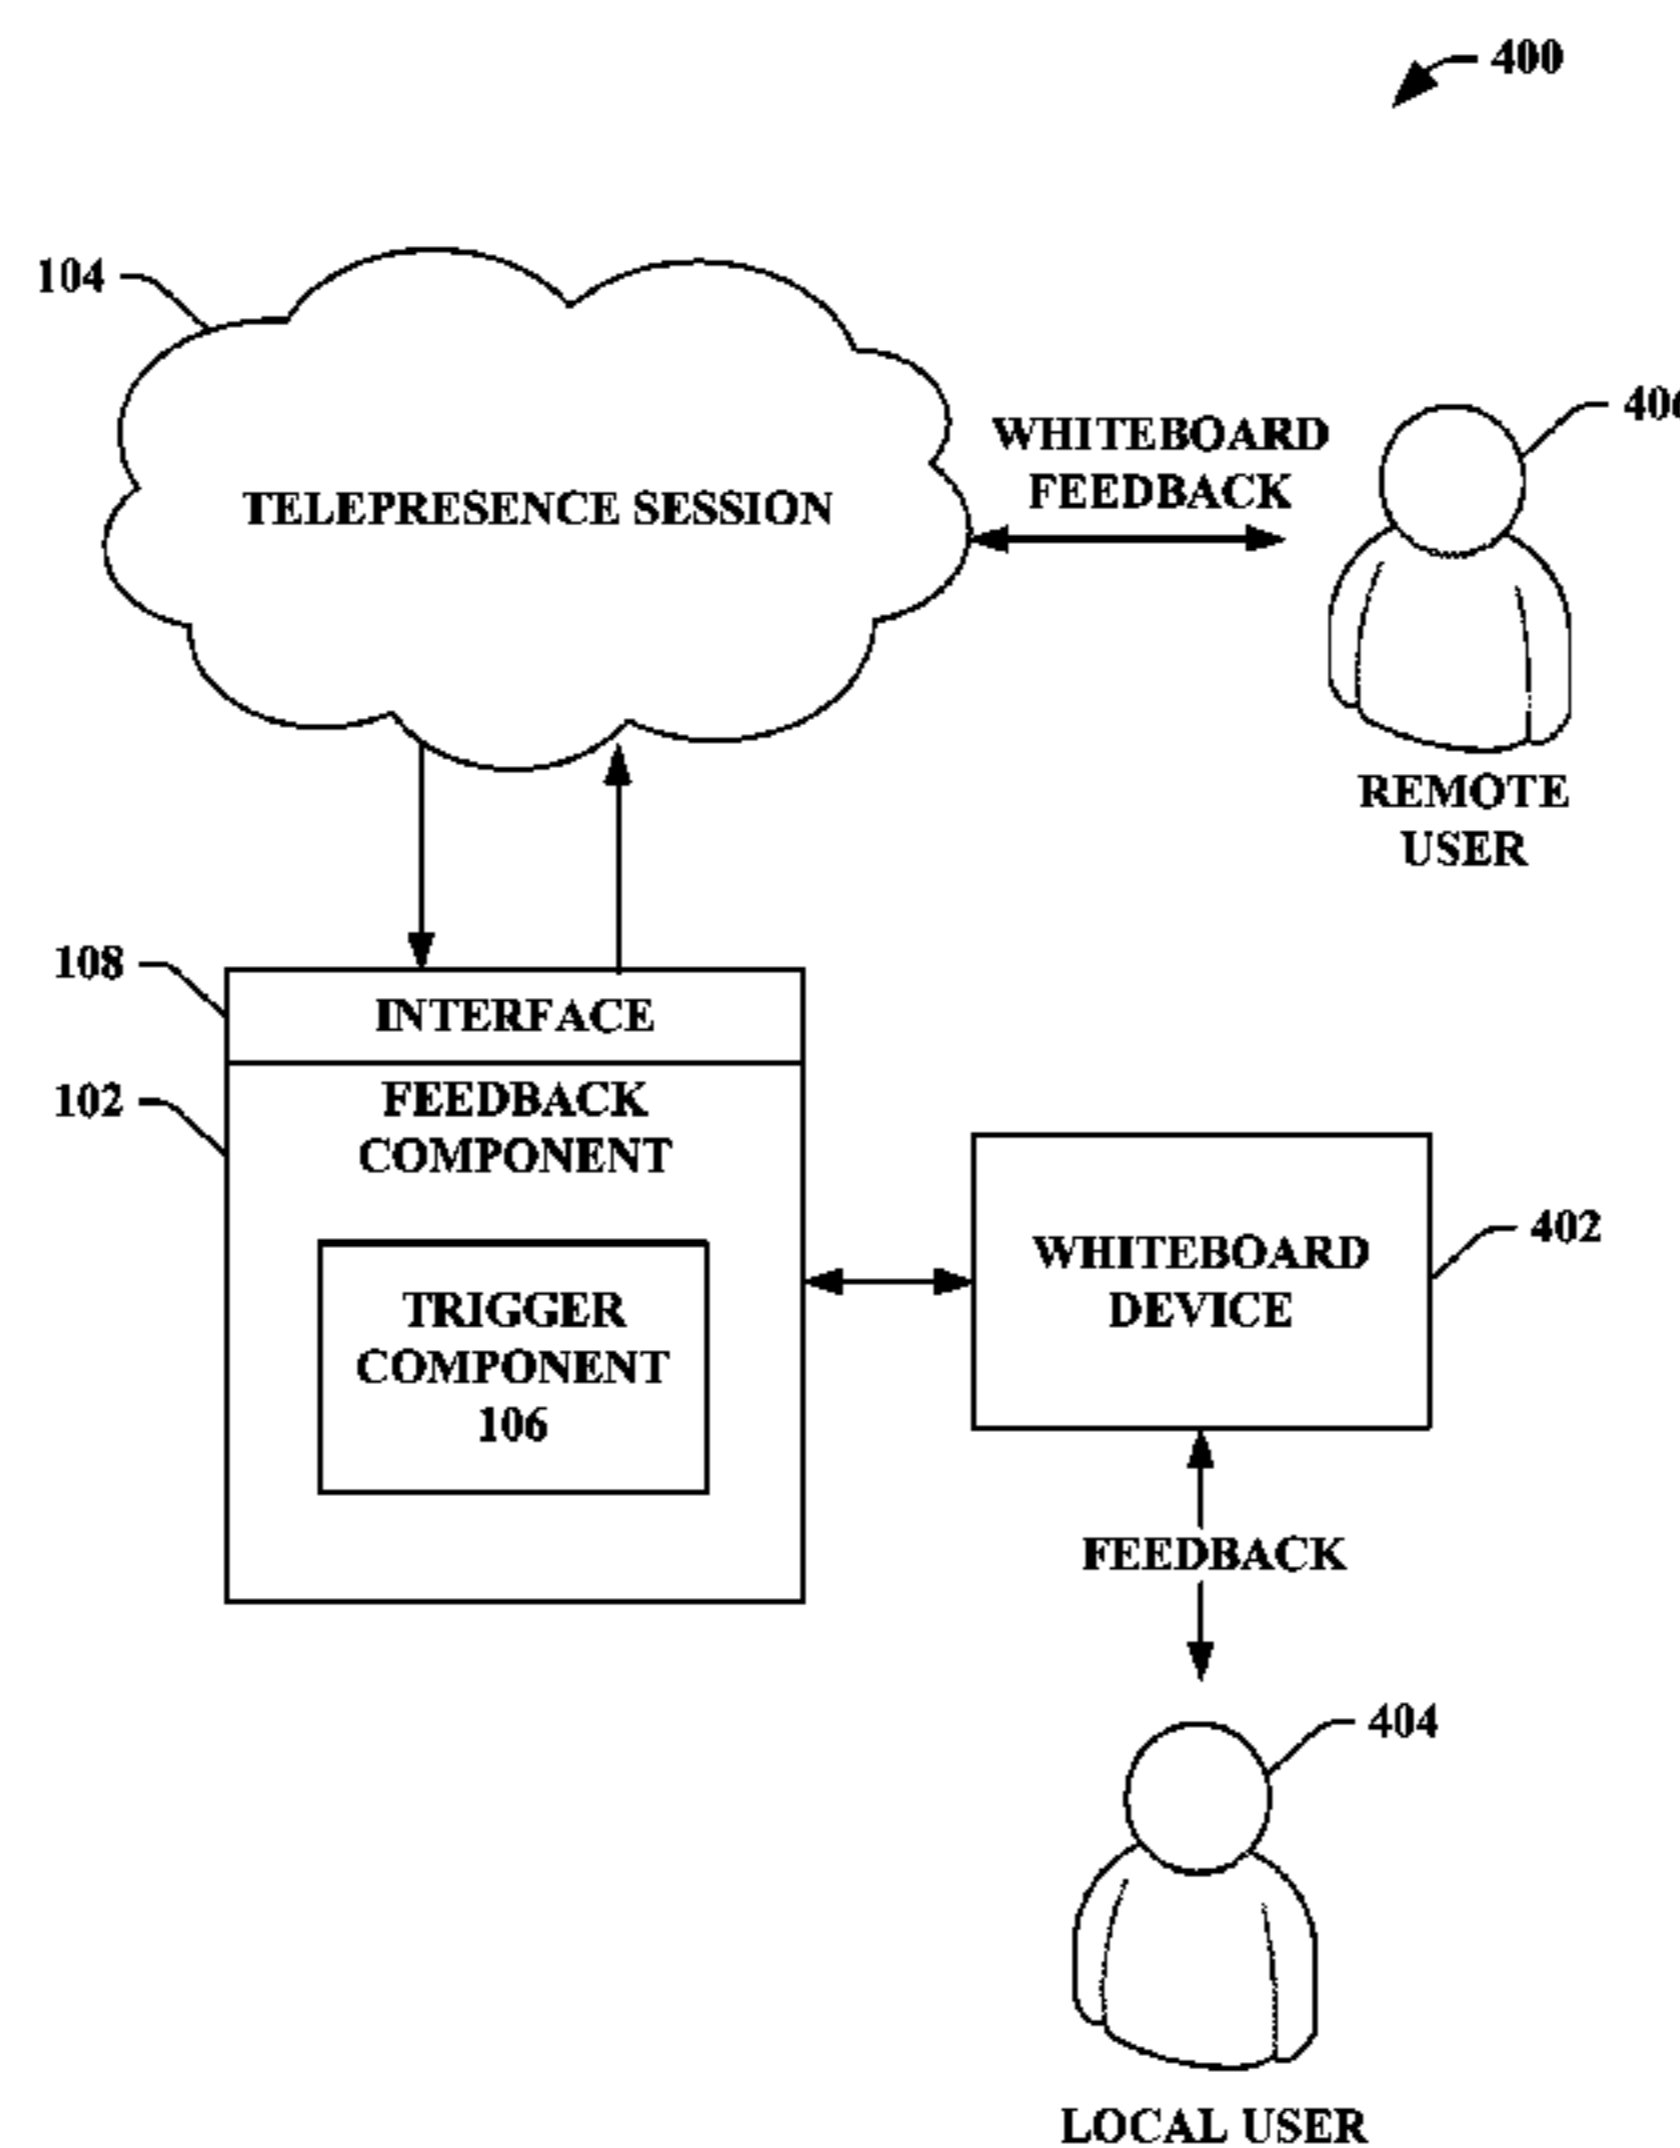 400
104
TELEPRESENCE SESSION
WHITEBOARD
FEEDBACK
REMOTE
USER
108
INTERFACE
102
FEEDBACK
COMPONENT
TRIGGER
COMPONENT
106
WHITEBOARD
DEVICE
402
FEEDBACK
404
LOCAL USER